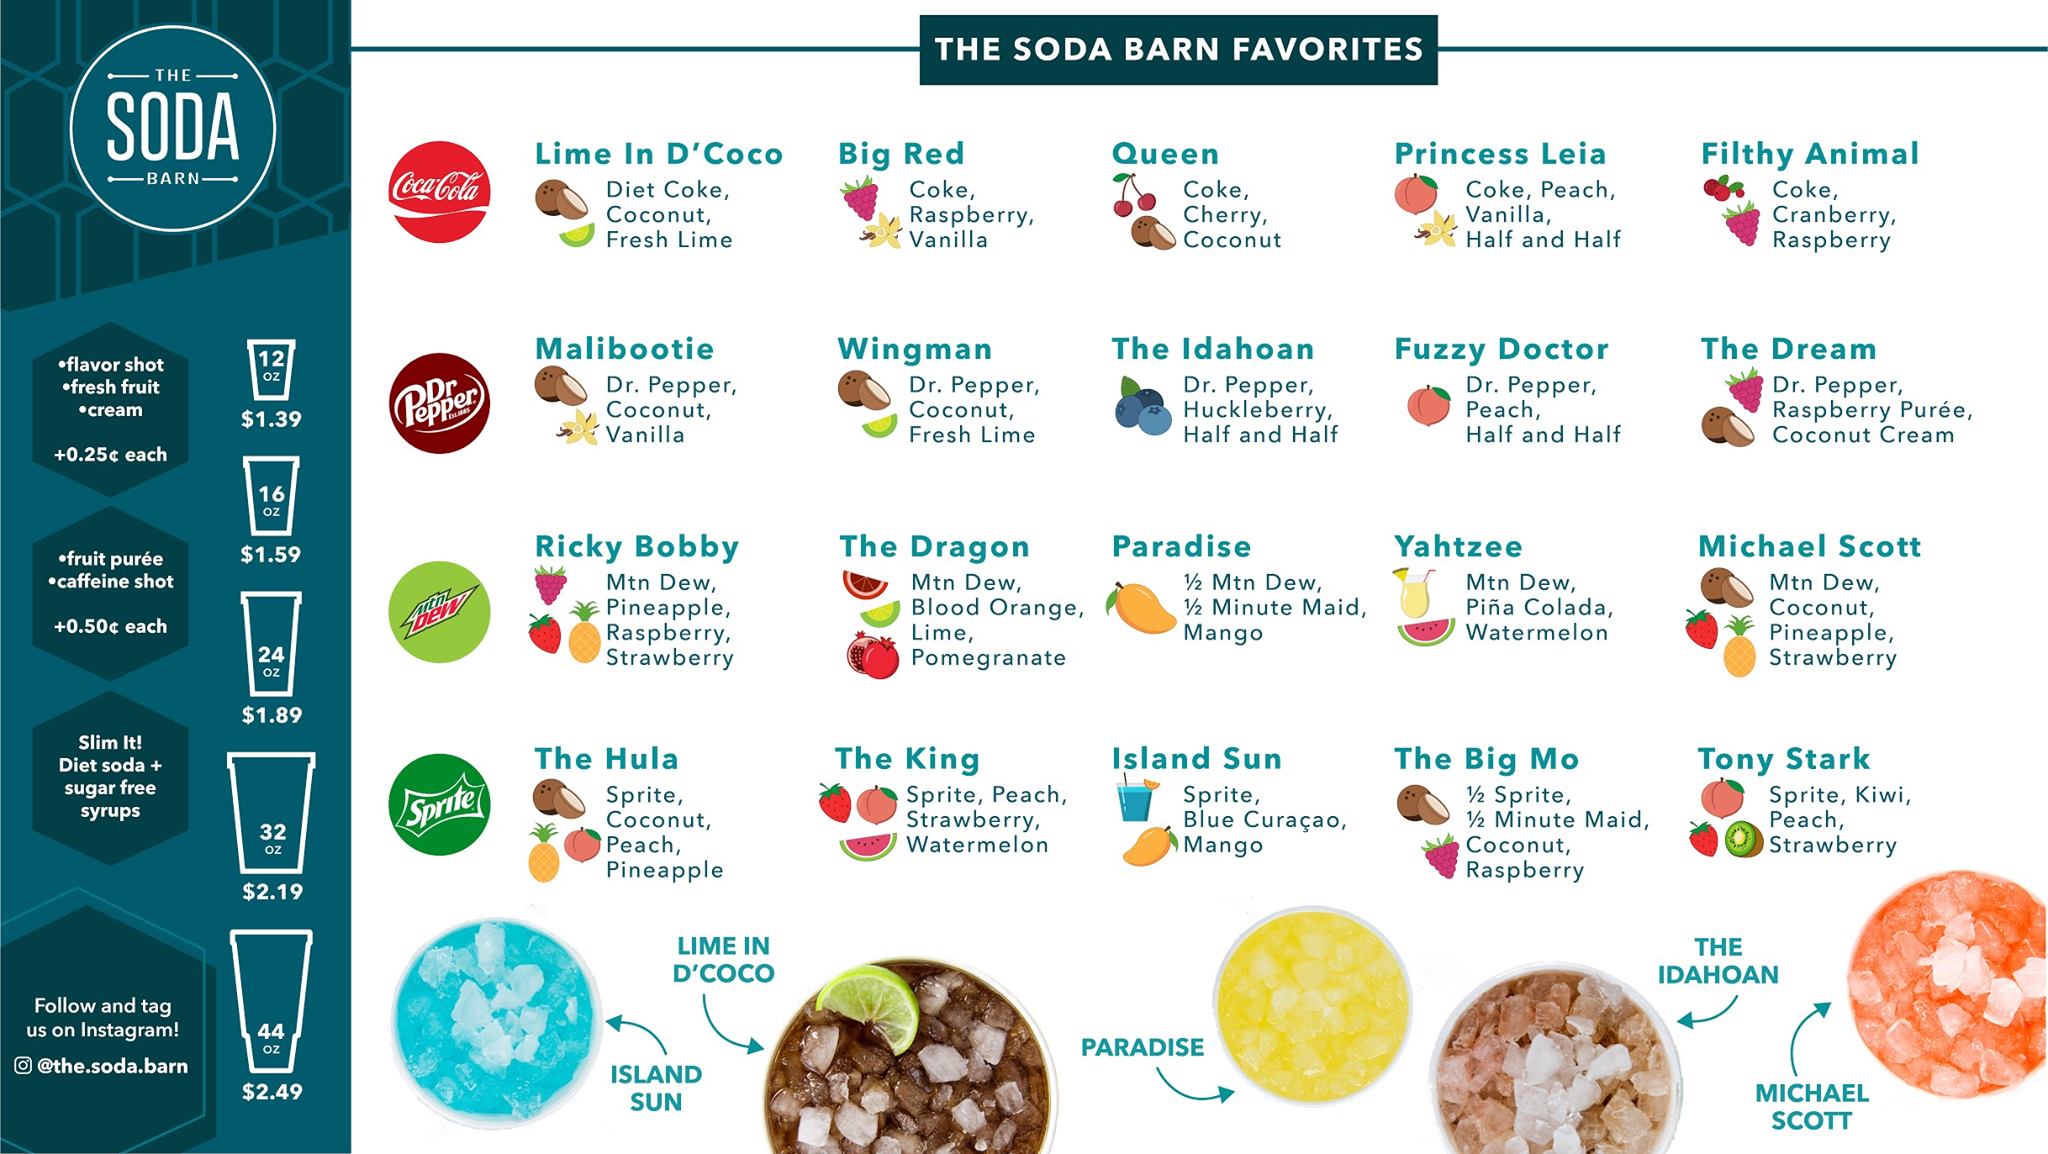 THE
SODA
BARN
•flavor shot
•fresh fruit
•cream
+0.25¢ each
•fruit purée
•caffeine shot
+0.50¢ each
Slim It!
Diet soda +
sugar free
syrups
Follow and tag
us on Instagram!
@the.soda.barn
12
OZ
$1.39
16
OZ
$1.59
24
OZ
$1.89
32
OZ
$2.19
44
OZ
$2.49
THE SODA BARN FAVORITES
Coca-Cola
Lime In D’Coco
Diet Coke,
Coconut,
Fresh Lime
Big Red
Coke,
Raspberry,
Vanilla
Queen
Coke,
Cherry,
Coconut
Princess Leia
Coke, Peach,
Vanilla,
Half and Half
Filthy Animal
Coke,
Cranberry,
Raspberry
Dr
Pepper
Est.1885
Malibootie
Dr. Pepper,
Coconut,
Vanilla
Wingman
Dr. Pepper,
Coconut,
Fresh Lime
The Idahoan
Dr. Pepper,
Huckleberry,
Half and Half
Fuzzy Doctor
Dr. Pepper,
Peach,
Half and Half
The Dream
Dr. Pepper,
Raspberry Purée,
Coconut Cream
Mtn
DEW
Ricky Bobby
Mtn Dew,
Pineapple,
Raspberry,
Strawberry
The Dragon
Mtn Dew,
Blood Orange,
Lime,
Pomegranate
Paradise
½ Mtn Dew,
½ Minute Maid,
Mango
Yahtzee
Mtn Dew,
Piña Colada,
Watermelon
Michael Scott
Mtn Dew,
Coconut,
Pineapple,
Strawberry
Sprite
The Hula
Sprite,
Coconut,
Peach,
Pineapple
The King
Sprite, Peach,
Strawberry,
Watermelon
Island Sun
Sprite,
Blue Curaçao,
Mango
The Big Mo
½ Sprite,
½ Minute Maid,
Coconut,
Raspberry
Tony Stark
Sprite, Kiwi,
Peach,
Strawberry
ISLAND
SUN
LIME IN
D’COCO
PARADISE
THE
IDAHOAN
MICHAEL
SCOTT